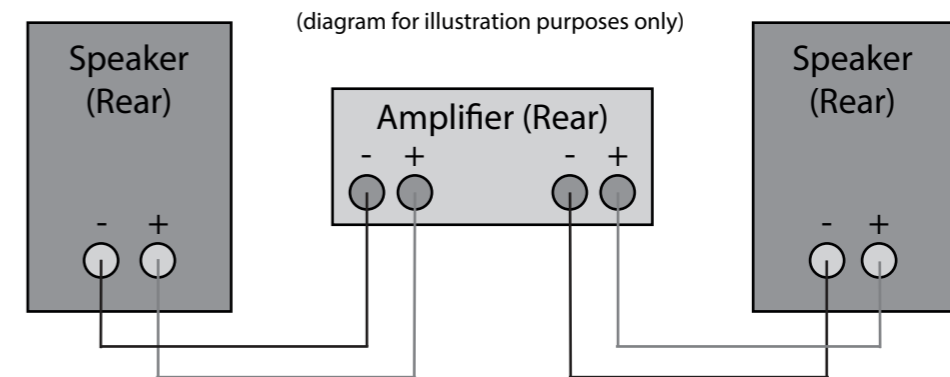 (diagram for illustration purposes only)
Speaker
(Rear)
- +
Amplifier (Rear)
- + - +
Speaker
(Rear)
- +